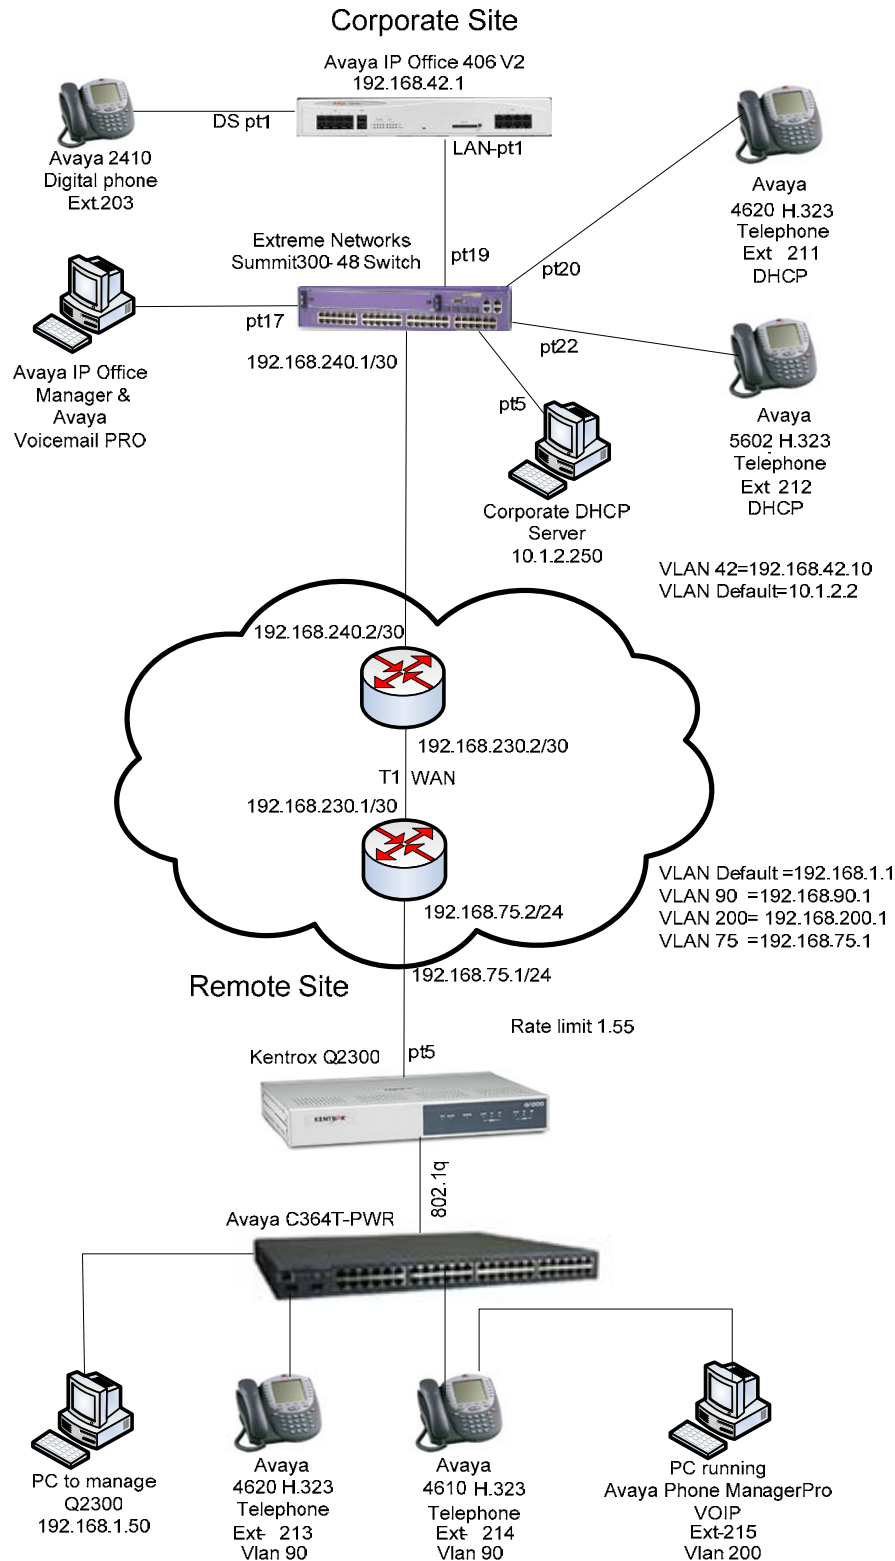 Corporate Site
Avaya IP Office 406 V2
192.168.42.1
DS pt1
LAN-pt1
Avaya 2410
Digital phone
Ext.203
Avaya
4620 H.323
Telephone
Ext 211
DHCP
Extreme Networks
Summit300-48 Switch
pt19
pt20
pt17
pt22
192.168.240.1/30
pt5
Avaya IP Office
Manager &
Avaya
Voicemail PRO
Avaya
5602 H.323
Telephone
Ext 212
DHCP
Corporate DHCP
Server
10.1.2.250
VLAN 42=192.168.42.10
VLAN Default=10.1.2.2
192.168.240.2/30
192.168.230.2/30
T1 WAN
192.168.230.1/30
VLAN Default =192.168.1.1
VLAN 90 =192.168.90.1
VLAN 200= 192.168.200.1
VLAN 75 =192.168.75.1
192.168.75.2/24
192.168.75.1/24
Remote Site
Rate limit 1.55
Kentrox Q2300
pt5
KENTROX
802.1q
Avaya C364T-PWR
PC to manage
Q2300
192.168.1.50
Avaya
4620 H.323
Telephone
Ext- 213
Vlan 90
Avaya
4610 H.323
Telephone
Ext- 214
Vlan 90
PC running
Avaya Phone ManagerPro
VOIP
Ext-215
Vlan 200